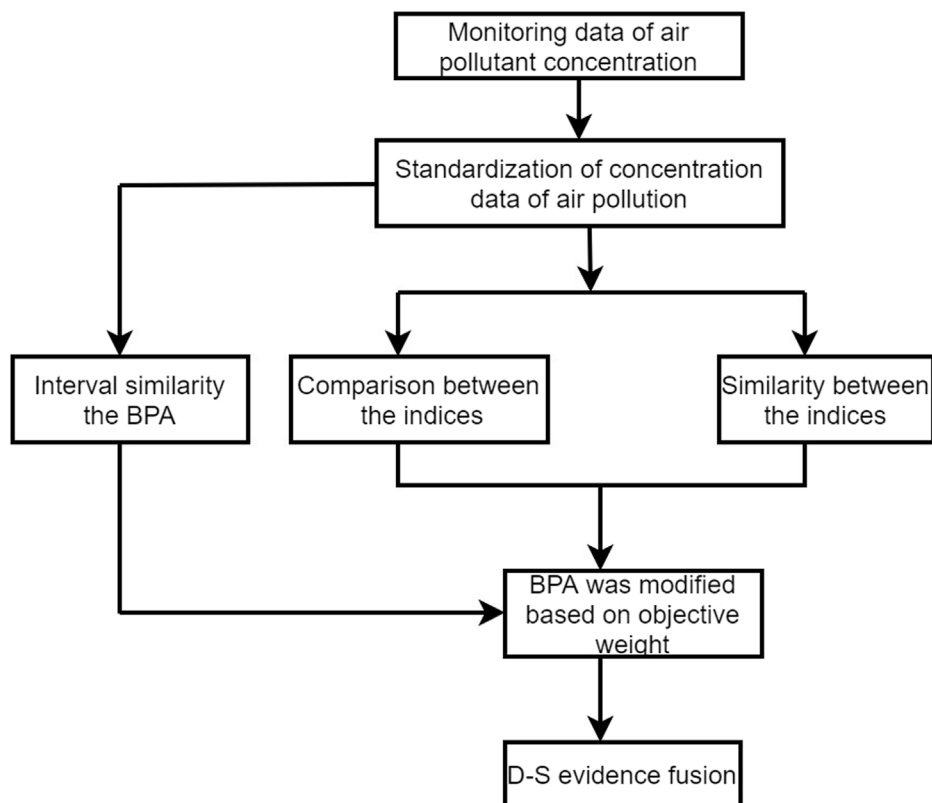 Monitoring data of air
pollutant concentration
Standardization of concentration
data of air pollution
Interval similarity
the BPA
Comparison between
the indices
Similarity between
the indices
BPA was modified
based on objective
weight
D-S evidence fusion